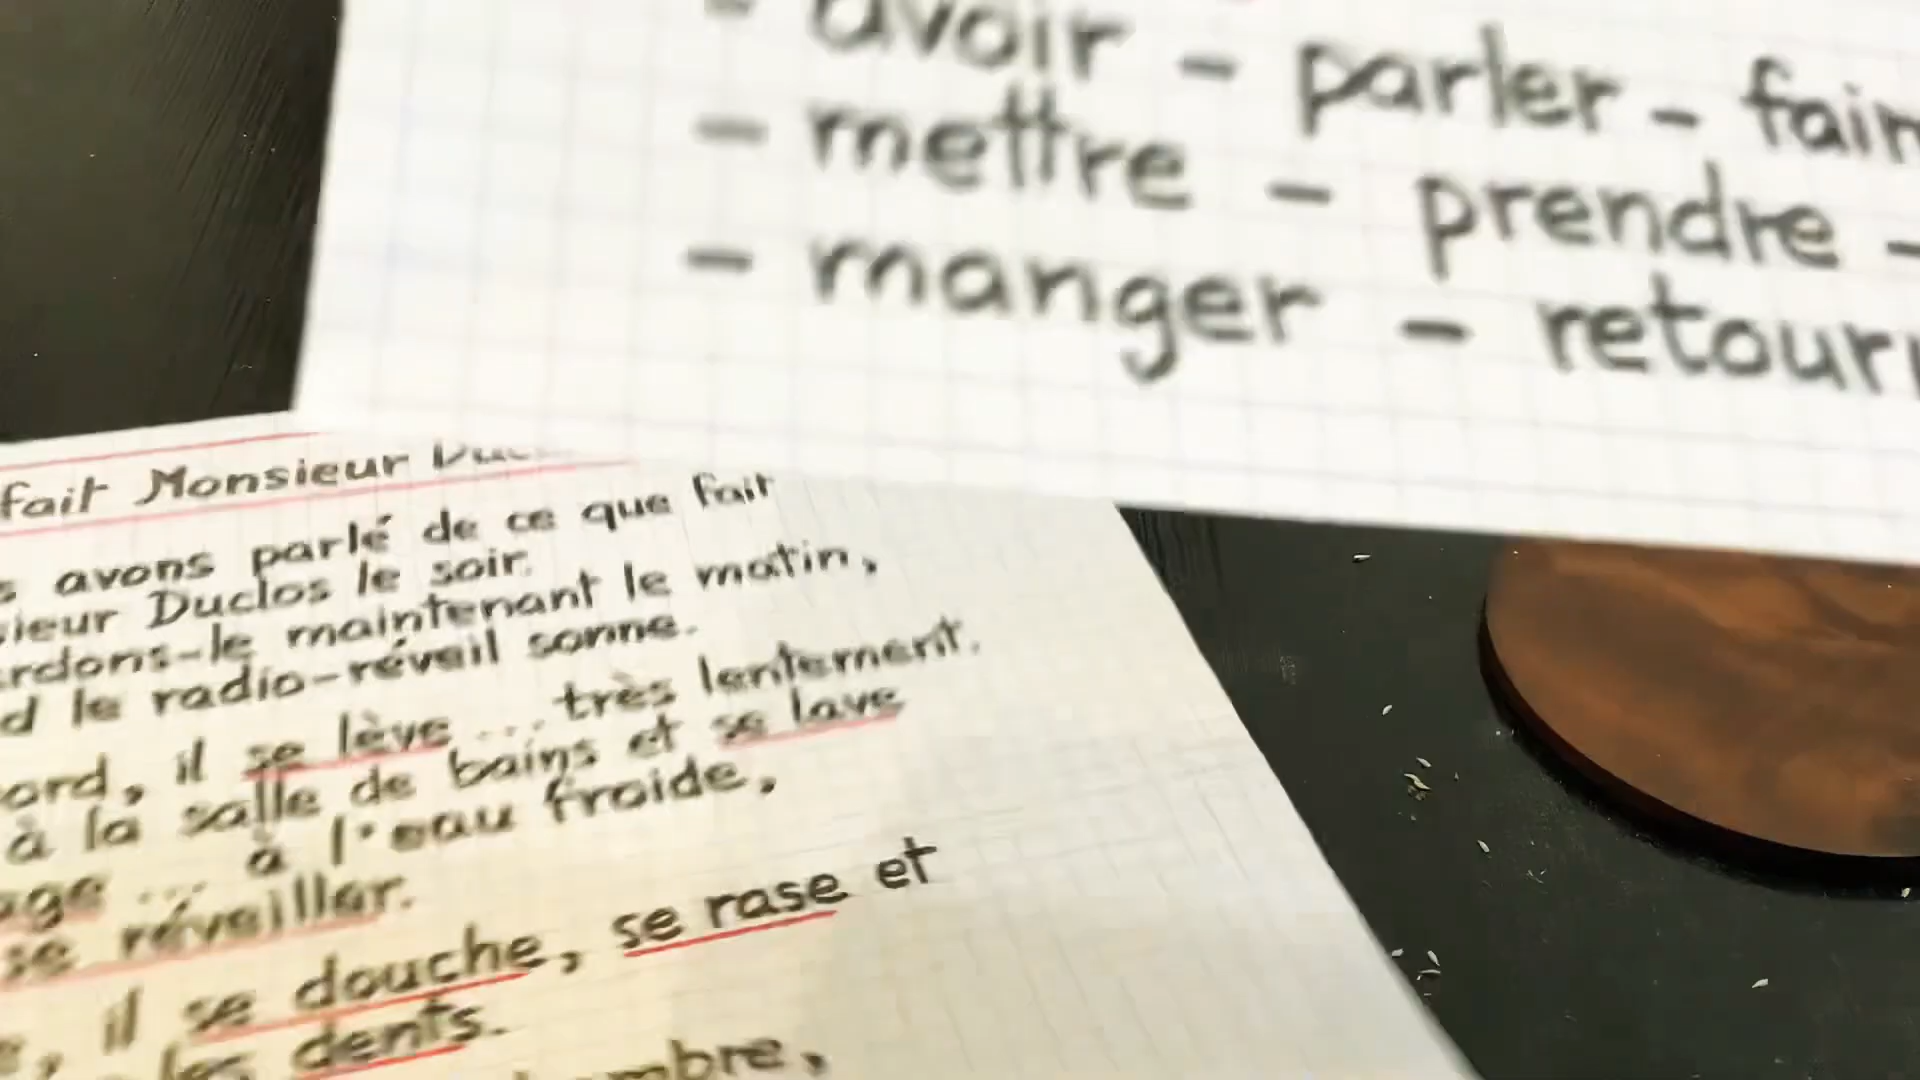 - avoir - parler - fair
- mettre - prendre -
- manger - retour
fait Monsieur
s avons parlé de ce que fait
sieur Duclos le soir.
rdons-le maintenant le matin,
d le radio-réveil sonne.
ord, il se lève ... très lentement.
à la salle de bains et se lave
age ... à l'eau froide,
se réveiller.
, il se douche, se rase et
les dents.
mbre,